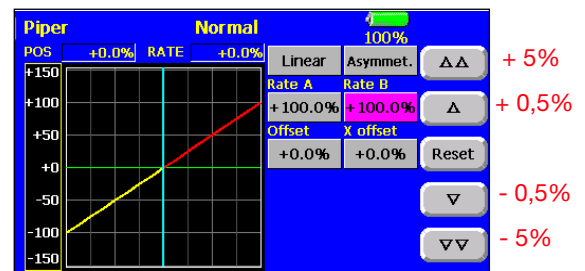 Piper Normal 100%
POS +0.0% RATE +0.0%
Linear Asymmet. △△ + 5%
Rate A Rate B
+100.0% +100.0% △ + 0,5%
Offset X offset
+0.0% +0.0% Reset
▽ - 0,5%
▽▽ - 5%
+150
+100
+50
+0
-50
-100
-150